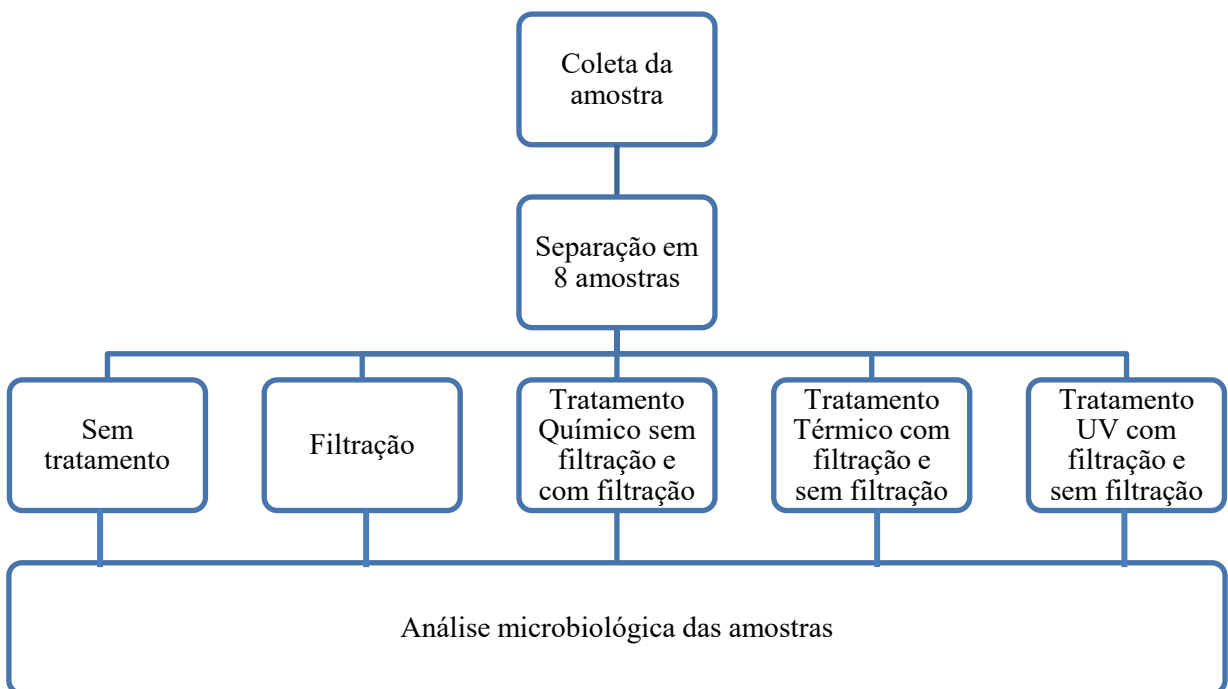 Coleta da
amostra
Separação em
8 amostras
Sem
tratamento
Filtração
Tratamento
Químico sem
filtração e
com filtração
Tratamento
Térmico com
filtração e
sem filtração
Tratamento
UV com
filtração e
sem filtração
Análise microbiológica das amostras